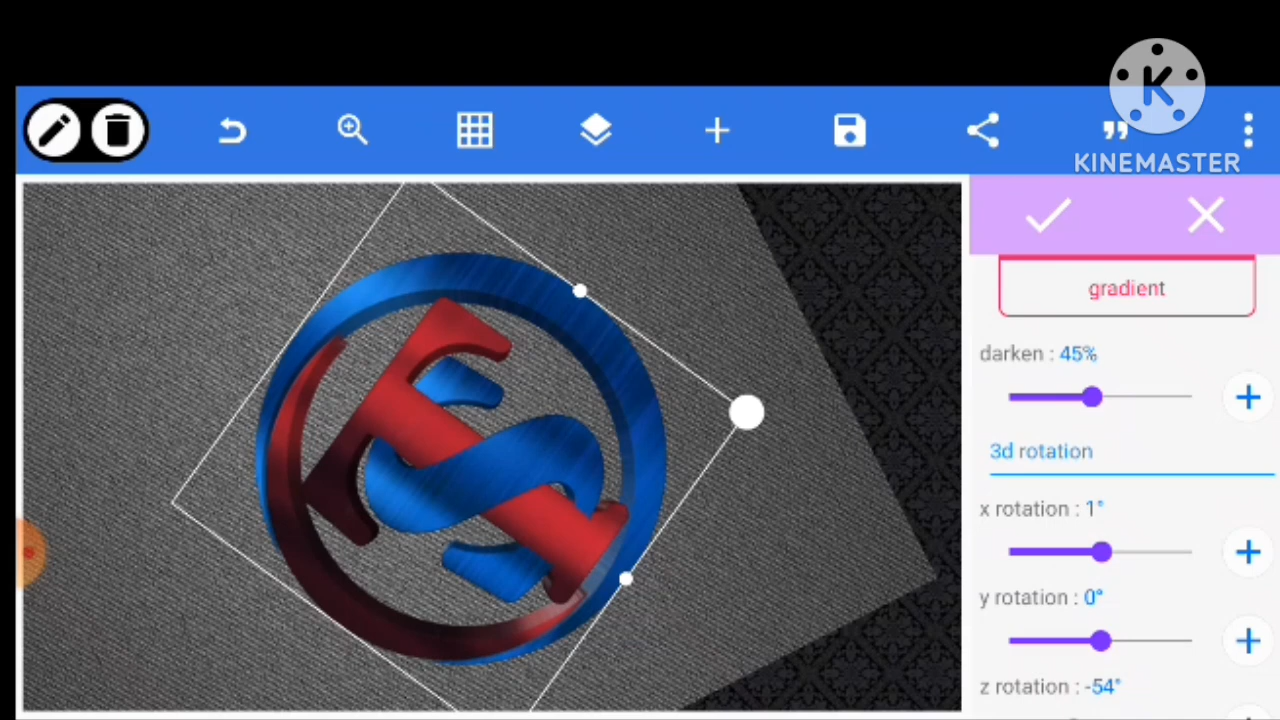 KINEMASTER
gradient
darken : 45%
3d rotation
x rotation : 1°
y rotation : 0°
z rotation : -54°